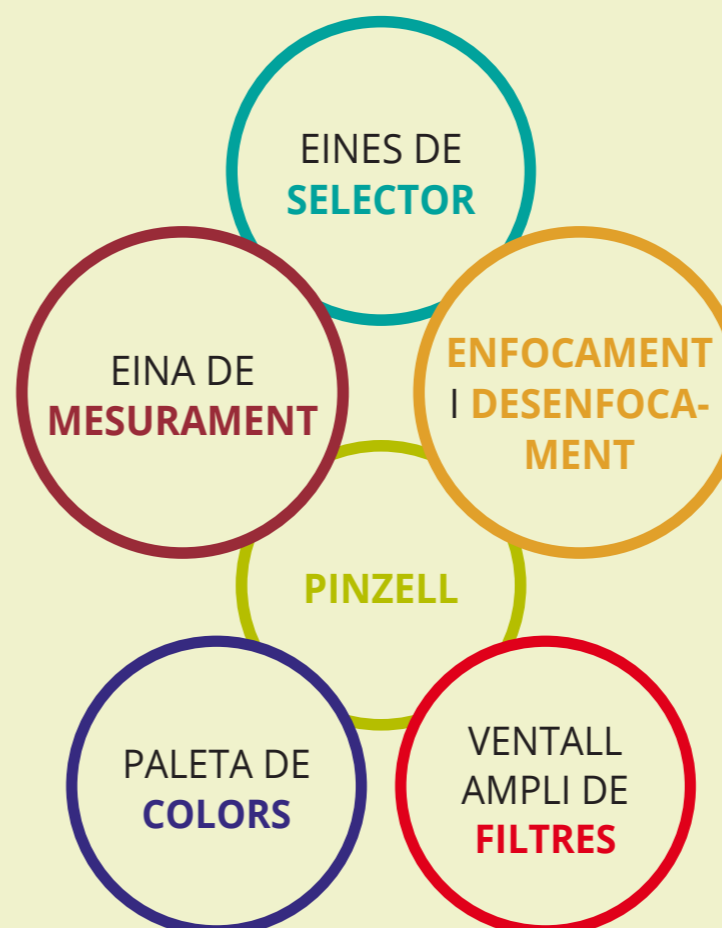 EINES DE
SELECTOR
EINA DE
MESURAMENT
ENFOCAMENT
I DESENFOCA-
MENT
PINZELL
PALETA DE
COLORS
VENTALL
AMPLI DE
FILTRES